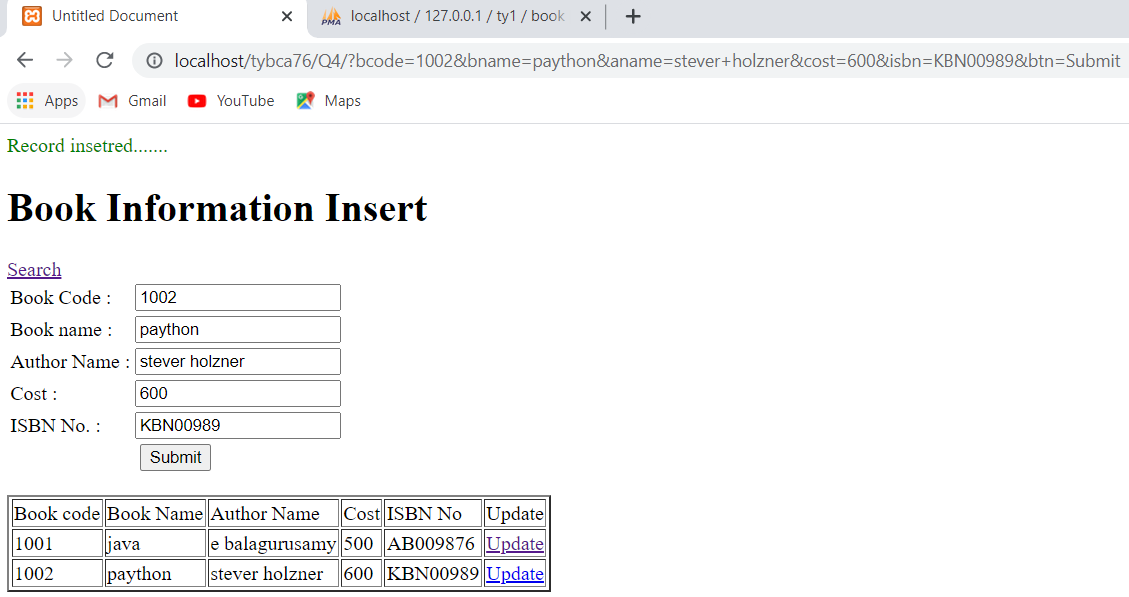 Untitled Document
PMA localhost / 127.0.0.1 / ty1 / book
localhost/tybca76/Q4/?bcode=1002&bname=paython&aname=stever+holzner&cost=600&isbn=KBN00989&btn=Submit
Apps Gmail YouTube Maps
Record insetred.......
Book Information Insert
Search
Book Code : 1002
Book name : paython
Author Name : stever holzner
Cost : 600
ISBN No. : KBN00989
Submit
Book code Book Name Author Name Cost ISBN No Update
1001 java e balagurusamy 500 AB009876 Update
1002 paython stever holzner 600 KBN00989 Update